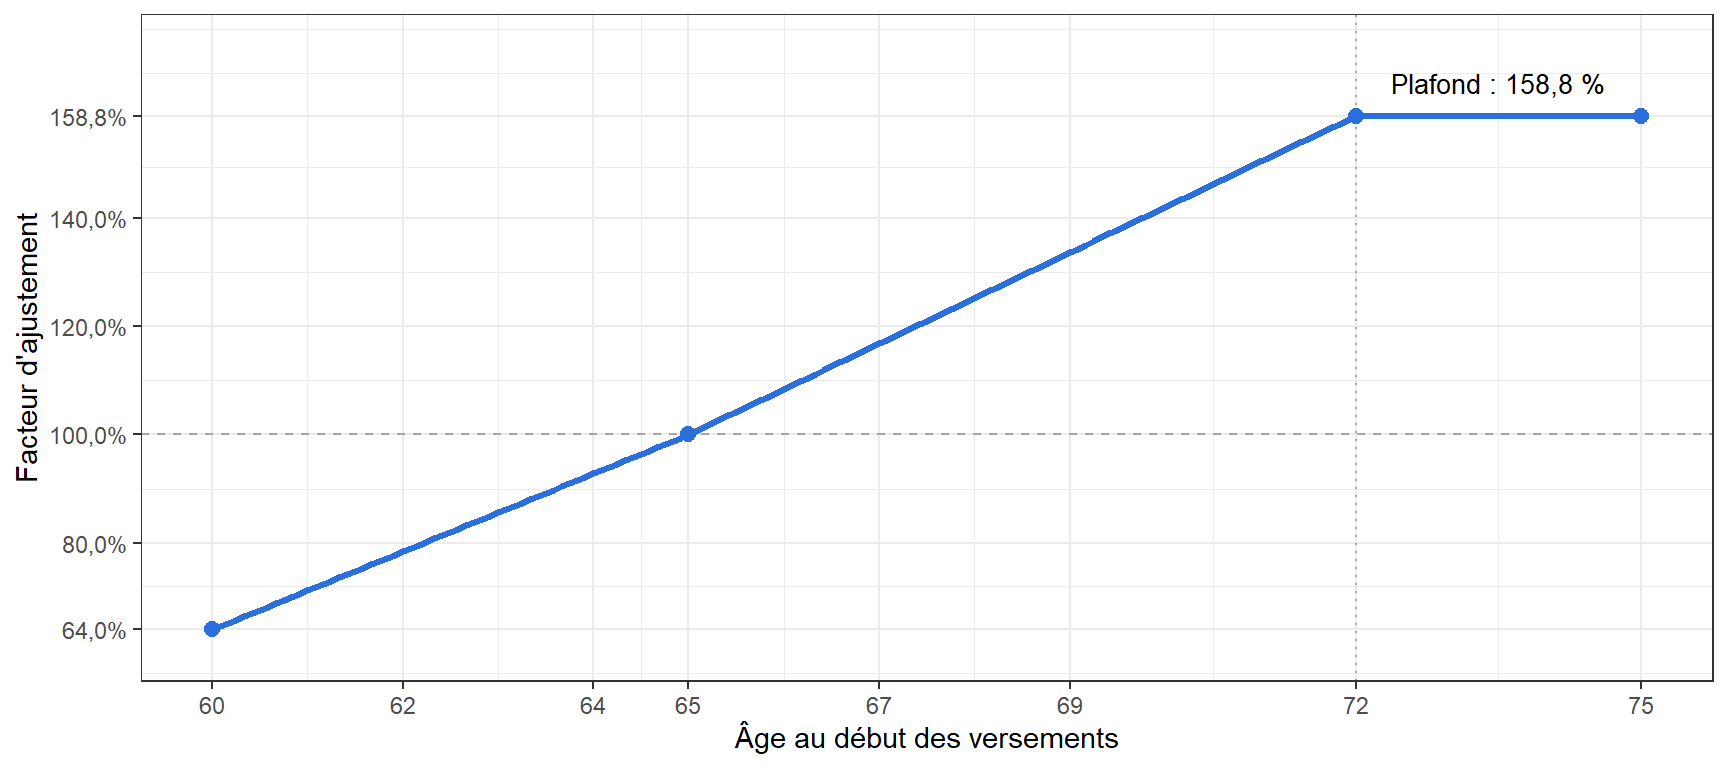 Plafond : 158,8 %
158,8%
140,0%
120,0%
100,0%
80,0%
64,0%
Facteur d'ajustement
60 62 64 65 67 69 72 75
Âge au début des versements